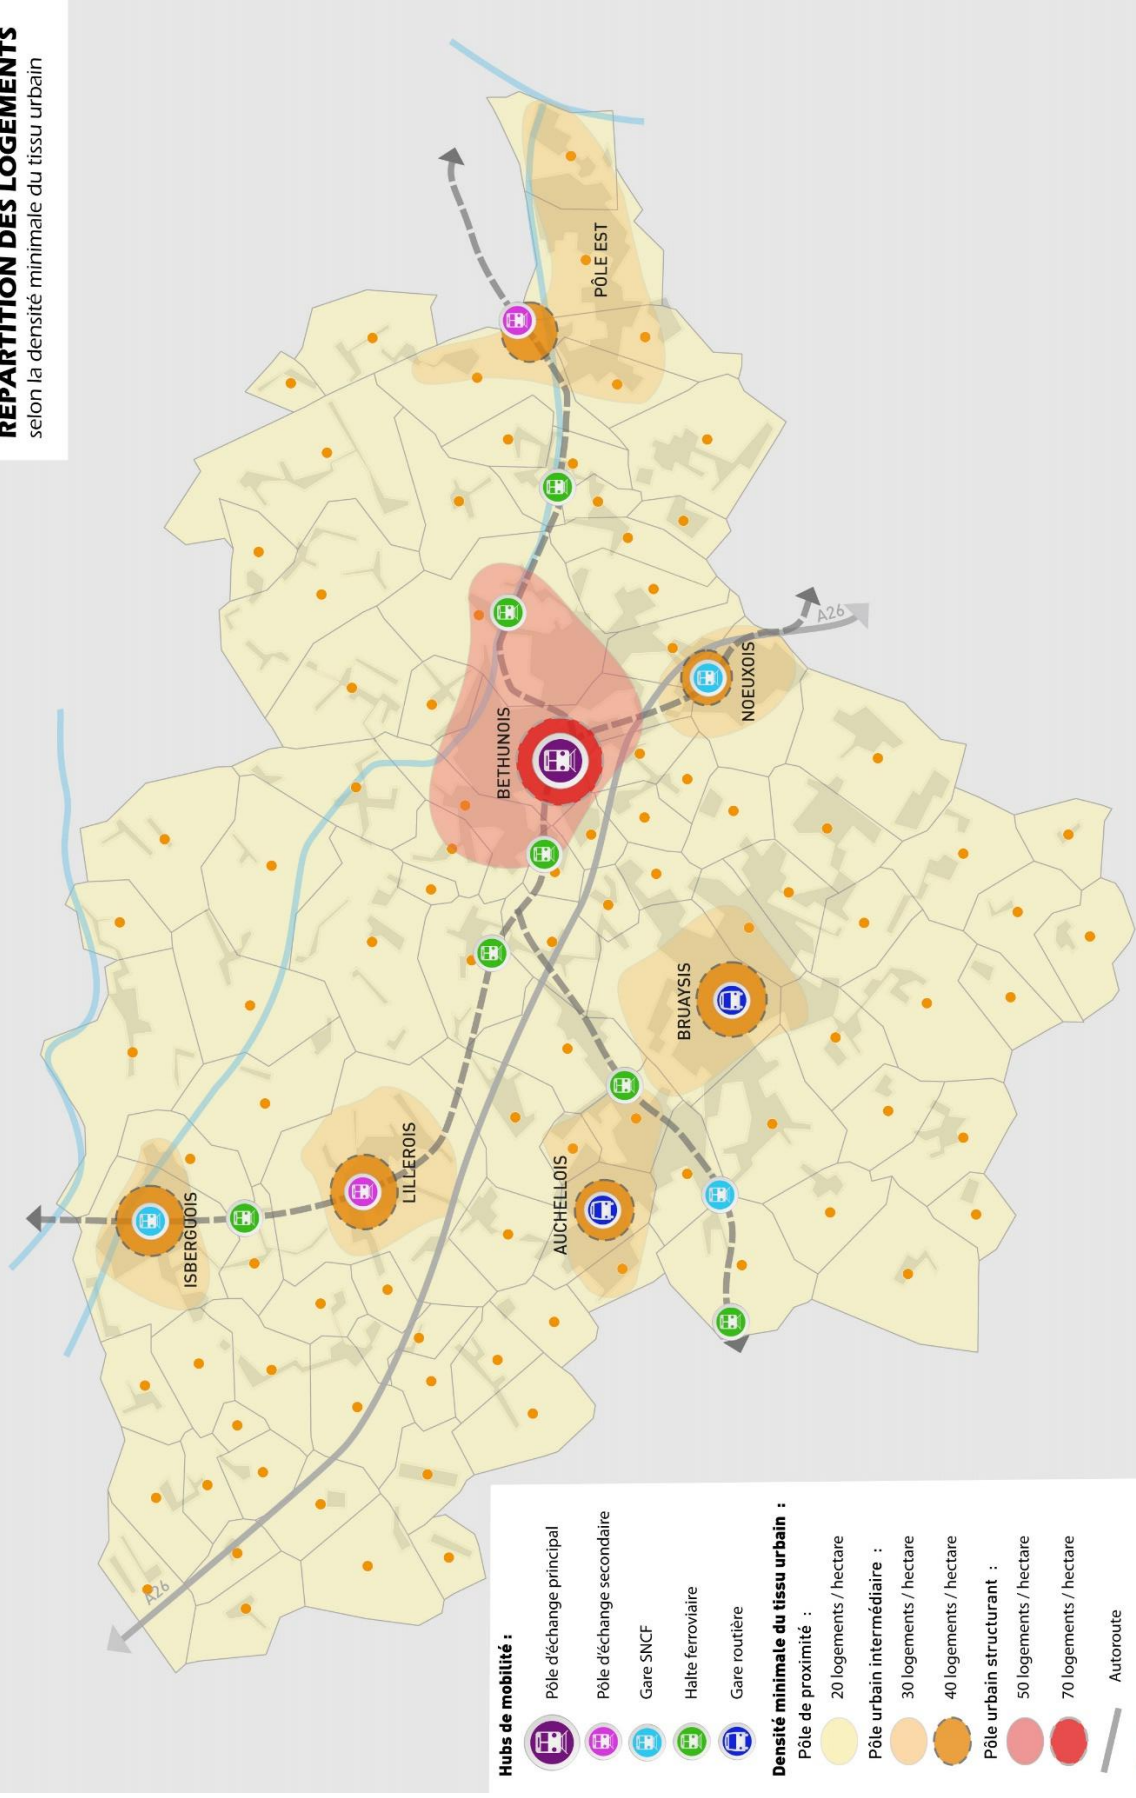 RÉPARTITION DES LOGEMENTS
selon la densité minimale du tissu urbain
ISBERGUOIS
LILLEROIS
BETHUNOIS
PÔLE EST
AUCHELLOIS
BRUAYSIS
NOEUXOIS
A26
A26
Hubs de mobilité :
Pôle d'échange principal
Pôle d'échange secondaire
Gare SNCF
Halte ferroviaire
Gare routière
Densité minimale du tissu urbain :
Pôle de proximité :
20 logements / hectare
Pôle urbain intermédiaire :
30 logements / hectare
40 logements / hectare
Pôle urbain structurant :
50 logements / hectare
70 logements / hectare
Autoroute